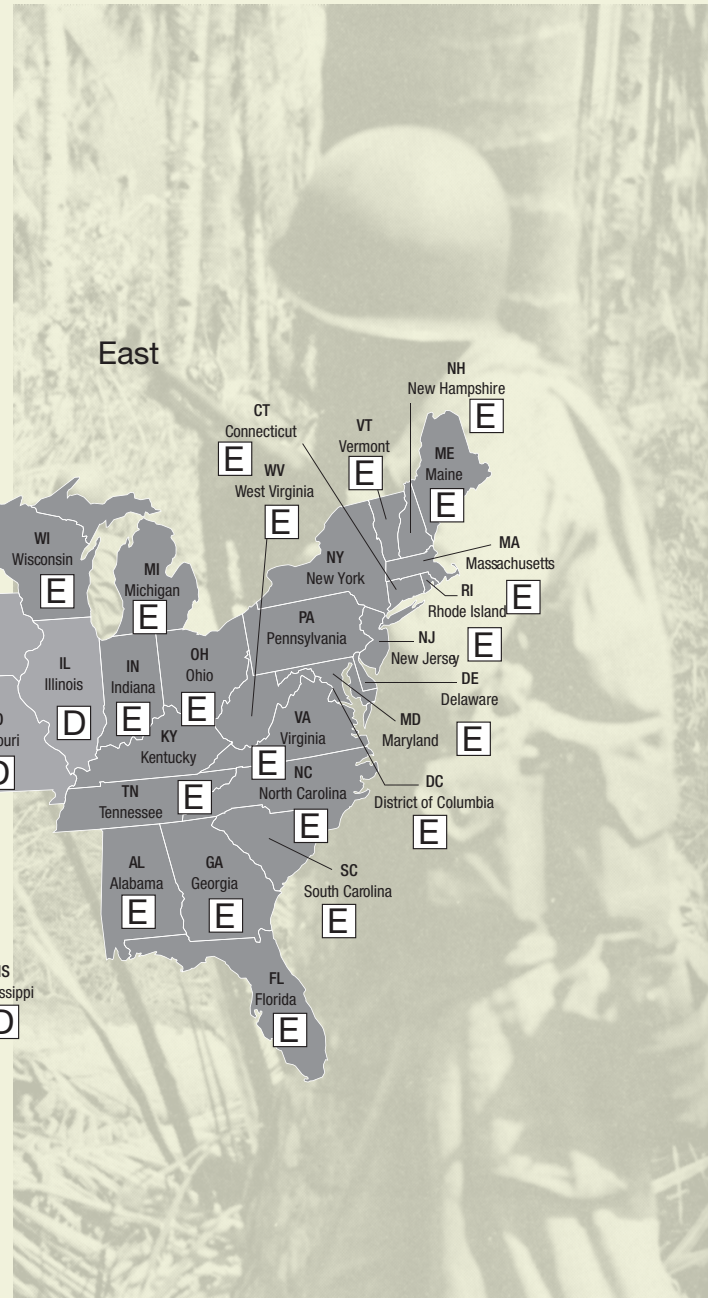 East
NH
New Hampshire
E
CT
Connecticut
E
VT
Vermont
E
WV
West Virginia
E
ME
Maine
E
WI
Wisconsin
E
MI
Michigan
E
NY
New York
MA
Massachusetts
RI
Rhode Island
E
PA
Pennsylvania
NJ
New Jersey
E
IL
Illinois
D
IN
Indiana
E
OH
Ohio
E
DE
Delaware
KY
Kentucky
VA
Virginia
E
MD
Maryland
E
TN
Tennessee
E
NC
North Carolina
E
DC
District of Columbia
E
AL
Alabama
E
GA
Georgia
E
SC
South Carolina
E
FL
Florida
E